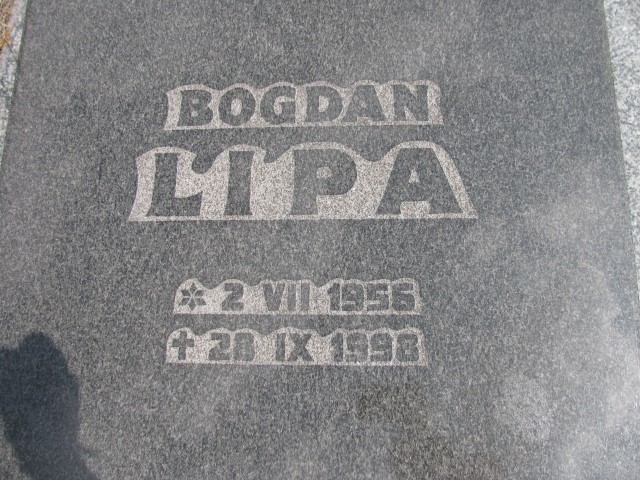 BOGDAN
LIPA
* 2 VII 1956
† 28 IX 1998